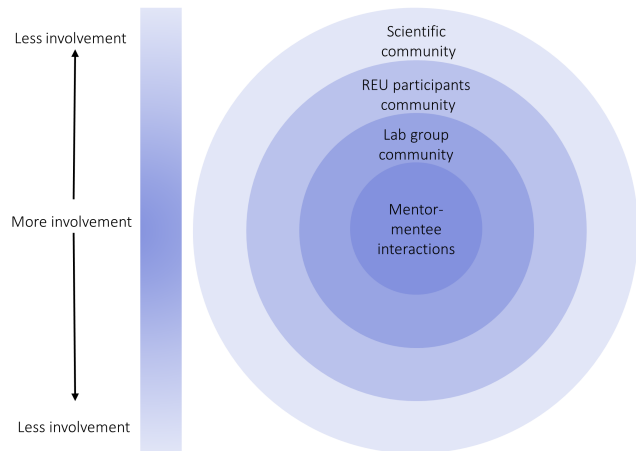 Less involvement
More involvement
Less involvement
Scientific
community
REU participants
community
Lab group
community
Mentor-
mentee
interactions